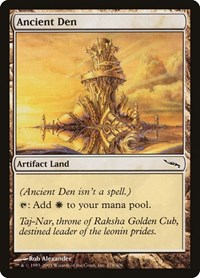 Ancient Den
Artifact Land
(Ancient Den isn't a spell.)
: Add to your mana pool.
Taj-Nar, throne of Raksha Golden Cub,
destined leader of the leonin prides.
Rob Alexander